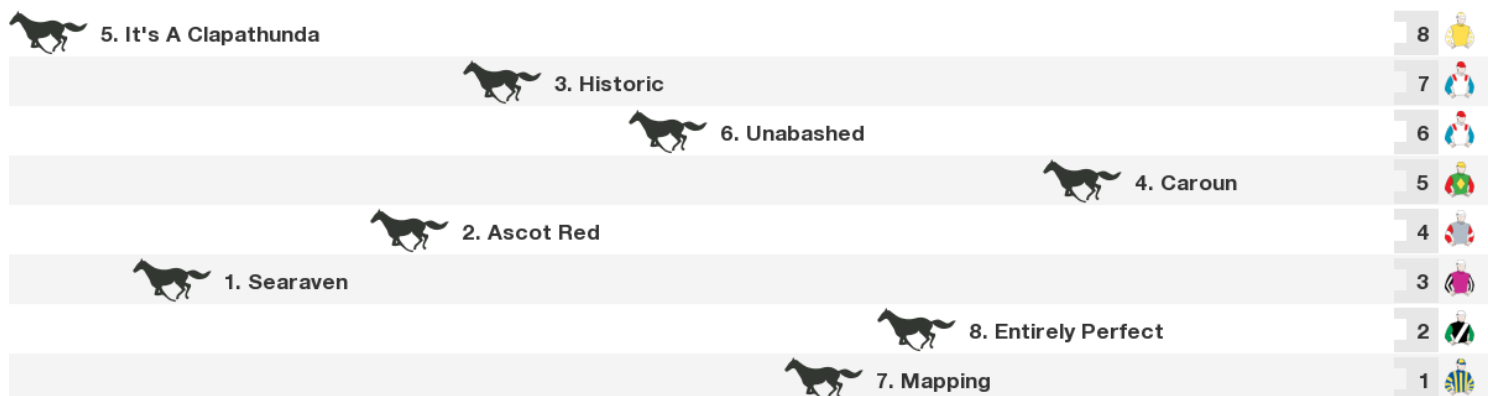 5. It's A Clapathunda 8
3. Historic 7
6. Unabashed 6
4. Caroun 5
2. Ascot Red 4
1. Searaven 3
8. Entirely Perfect 2
7. Mapping 1